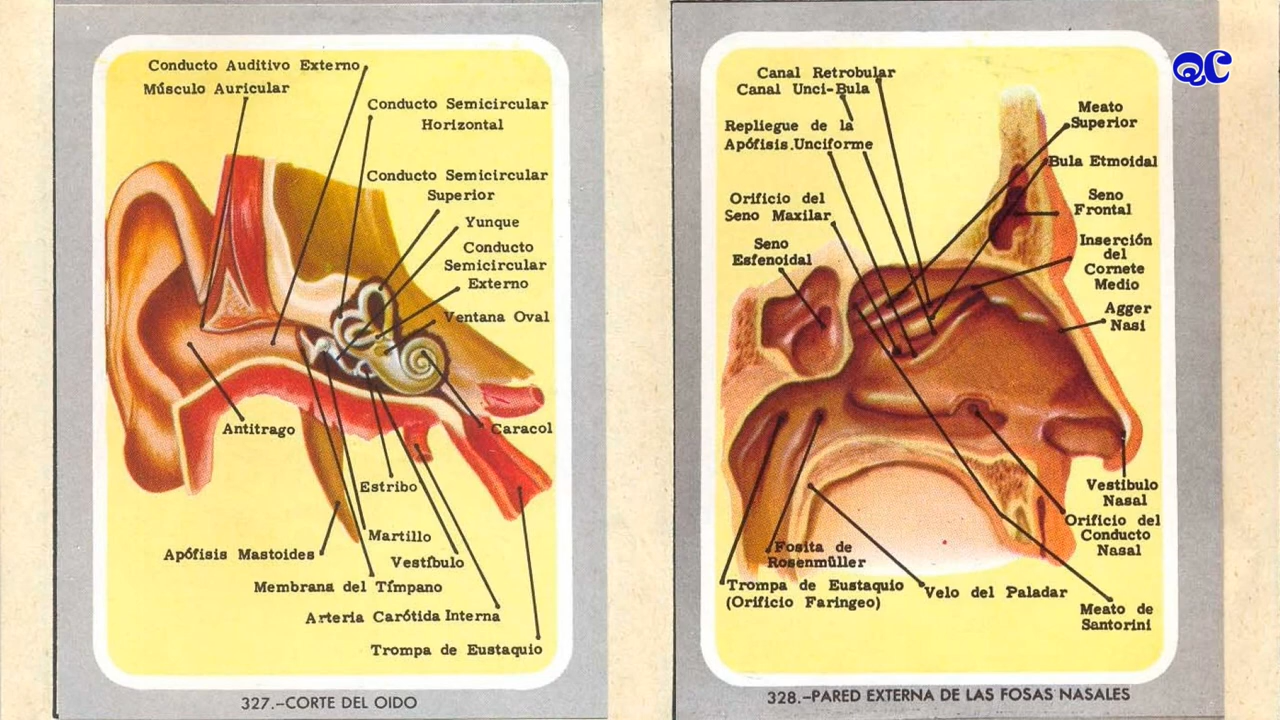 Conducto Auditivo Externo
Músculo Auricular
Conducto Semicircular
Horizontal
Conducto Semicircular
Superior
Yunque
Conducto
Semicircular
Externo
Ventana Oval
Antitrago
Caracol
Estribo
Martillo
Apófisis Mastoides
Vestíbulo
Membrana del Tímpano
Arteria Carótida Interna
Trompa de Eustaquio
327.-CORTE DEL OIDO
QC
Canal Retrobular
Canal Unci-Bula
Meato
Superior
Repliegue de la
Apófisis.Unciforme
Bula Etmoidal
Orificio del
Seno Maxilar
Seno
Frontal
Seno
Esfenoidal
Inserción
del
Cornete
Medio
Agger
Nasi
Vestibulo
Nasal
Orificio del
Conducto
Nasal
Fosita de
Rosenmüller
Trompa de Eustaquio
(Orificio Faringeo)
Velo del Paladar
Meato de
Santorini
328.-PARED EXTERNA DE LAS FOSAS NASALES